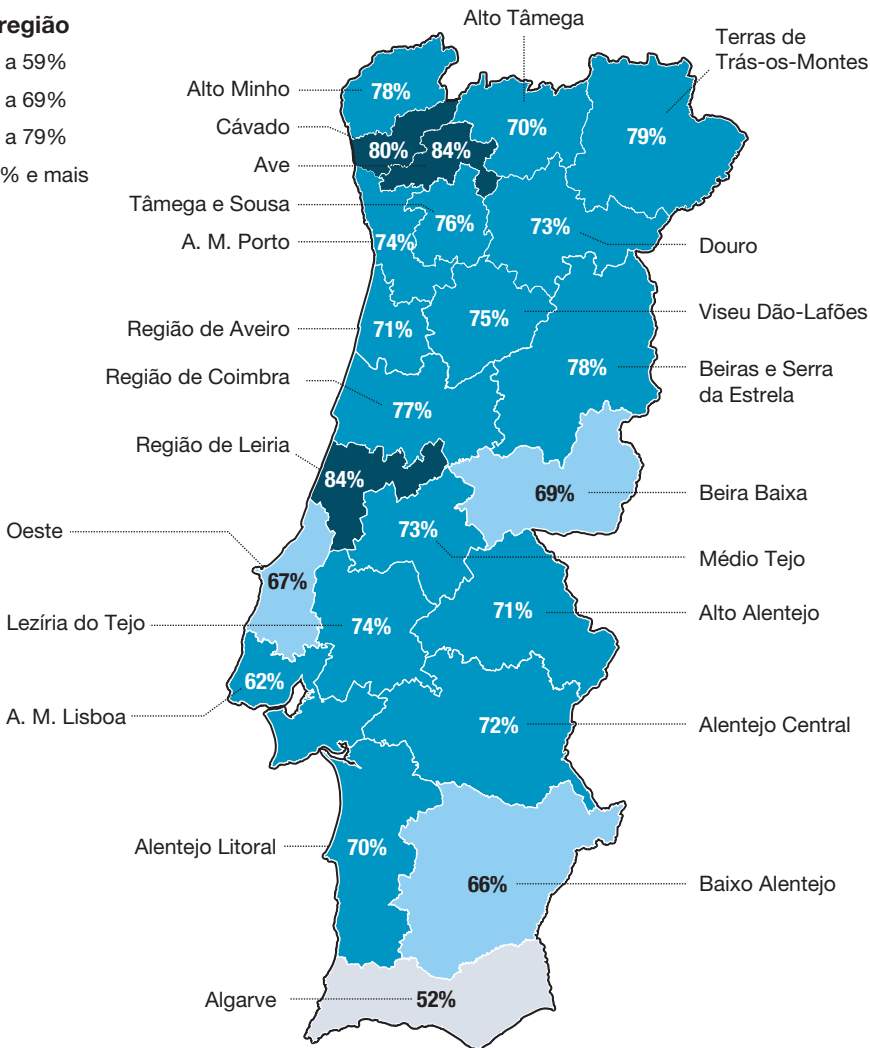 região
a 59%
a 69%
a 79%
% e mais
Alto Tâmega
Terras de
Trás-os-Montes
Alto Minho
78%
Cávado
80%
84%
70%
79%
Ave
Tâmega e Sousa
76%
73%
A. M. Porto
74%
Douro
Região de Aveiro
71%
75%
Viseu Dão-Lafões
Região de Coimbra
77%
78%
Beiras e Serra
da Estrela
Região de Leiria
84%
69%
Beira Baixa
Oeste
73%
Médio Tejo
67%
Lezíria do Tejo
74%
71%
Alto Alentejo
62%
A. M. Lisboa
72%
Alentejo Central
Alentejo Litoral
70%
66%
Baixo Alentejo
Algarve
52%